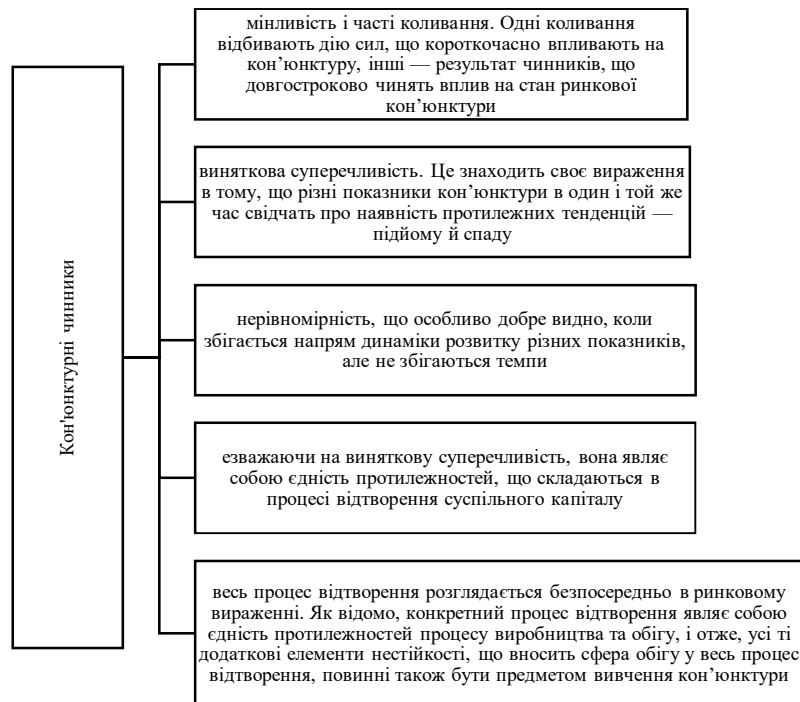 Кон'юнктурні чинники
мінливість і часті коливання. Одні коливання
відбивають дію сил, що короткочасно впливають на
кон’юнктуру, інші — результат чинників, що
довгостроково чинять вплив на стан ринкової
кон’юнктури
виняткова суперечливість. Це знаходить своє вираження
в тому, що різні показники кон’юнктури в один і той же
час свідчать про наявність протилежних тенденцій —
підйому й спаду
нерівномірність, що особливо добре видно, коли
збігається напрям динаміки розвитку різних показників,
але не збігаються темпи
езважаючи на виняткову суперечливість, вона являє
собою єдність протилежностей, що складаються в
процесі відтворення суспільного капіталу
весь процес відтворення розглядається безпосередньо в ринковому
вираженні. Як відомо, конкретний процес відтворення являє собою
єдність протилежностей процесу виробництва та обігу, і отже, усі ті
додаткові елементи нестійкості, що вносить сфера обігу у весь процес
відтворення, повинні також бути предметом вивчення кон’юнктури